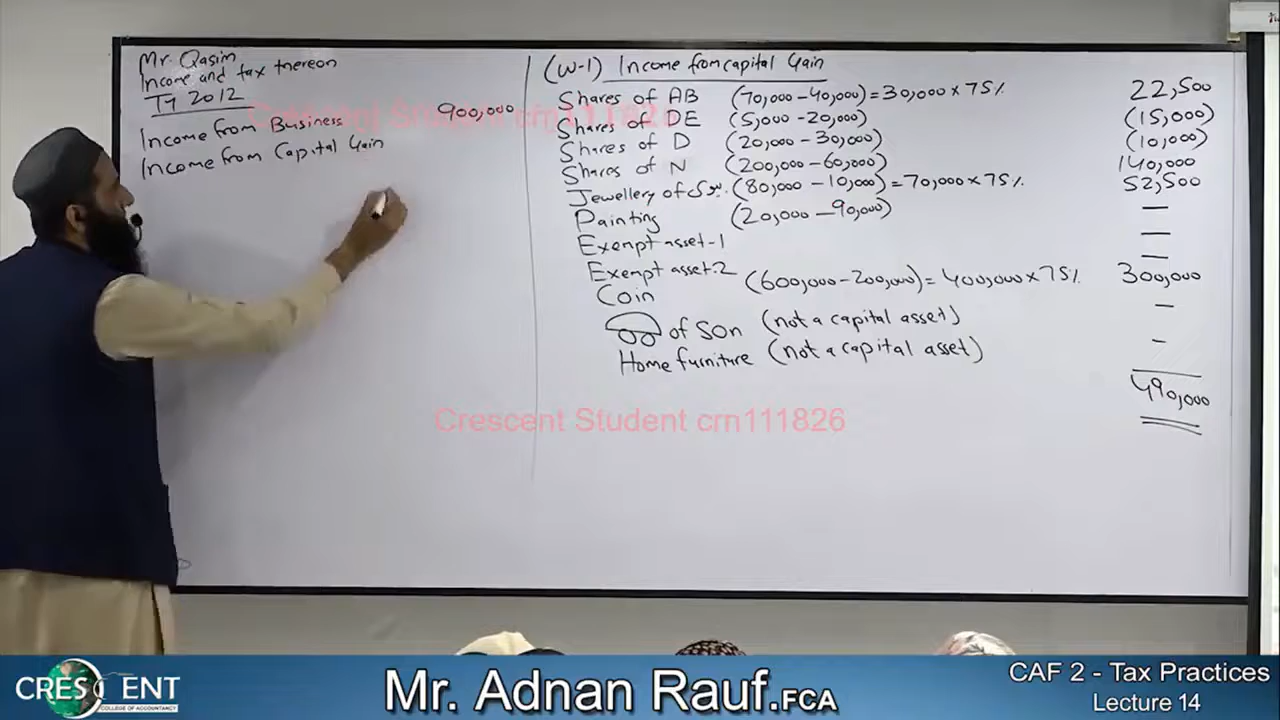 Mr. Qasim
Income and tax thereon
TY 2012
Income from Business 900,000
Income from Capital Gain
(W-1) Income from capital Gain
Shares of AB (70,000-40,000)=30,000×75% 22,500
Shares of DE (5,000-20,000) (15,000)
Shares of D (20,000-30,000) (10,000)
Shares of N (200,000-60,000) 140,000
Jewellery of (80,000-10,000)=70,000×75% 52,500
Painting (20,000-90,000) —
Exempt asset-1 —
Exempt asset-2 —
Coin (600,000-200,000)=400,000×75% 300,000
of Son (not a capital asset) -
Home furniture (not a capital asset) -
490,000
Crescent Student crn111826
Crescent Student crn111826
CRESCENT
COLLEGE OF ACCOUNTANCY
Mr. Adnan Rauf.FCA
CAF 2 - Tax Practices
Lecture 14